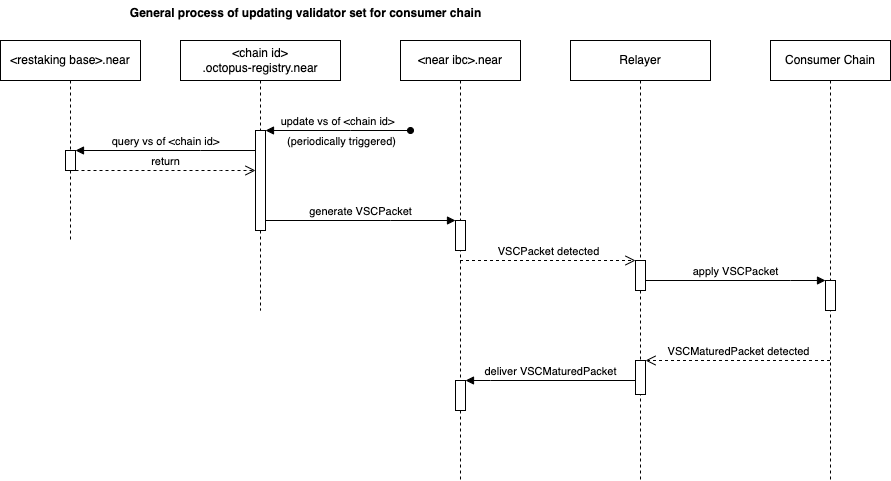 General process of updating validator set for consumer chain
<restaking base>.near
<chain id>
.octopus-registry.near
<near ibc>.near
Relayer
Consumer Chain
update vs of <chain id>
(periodically triggered)
query vs of <chain id>
return
generate VSCPacket
VSCPacket detected
apply VSCPacket
VSCMaturedPacket detected
deliver VSCMaturedPacket